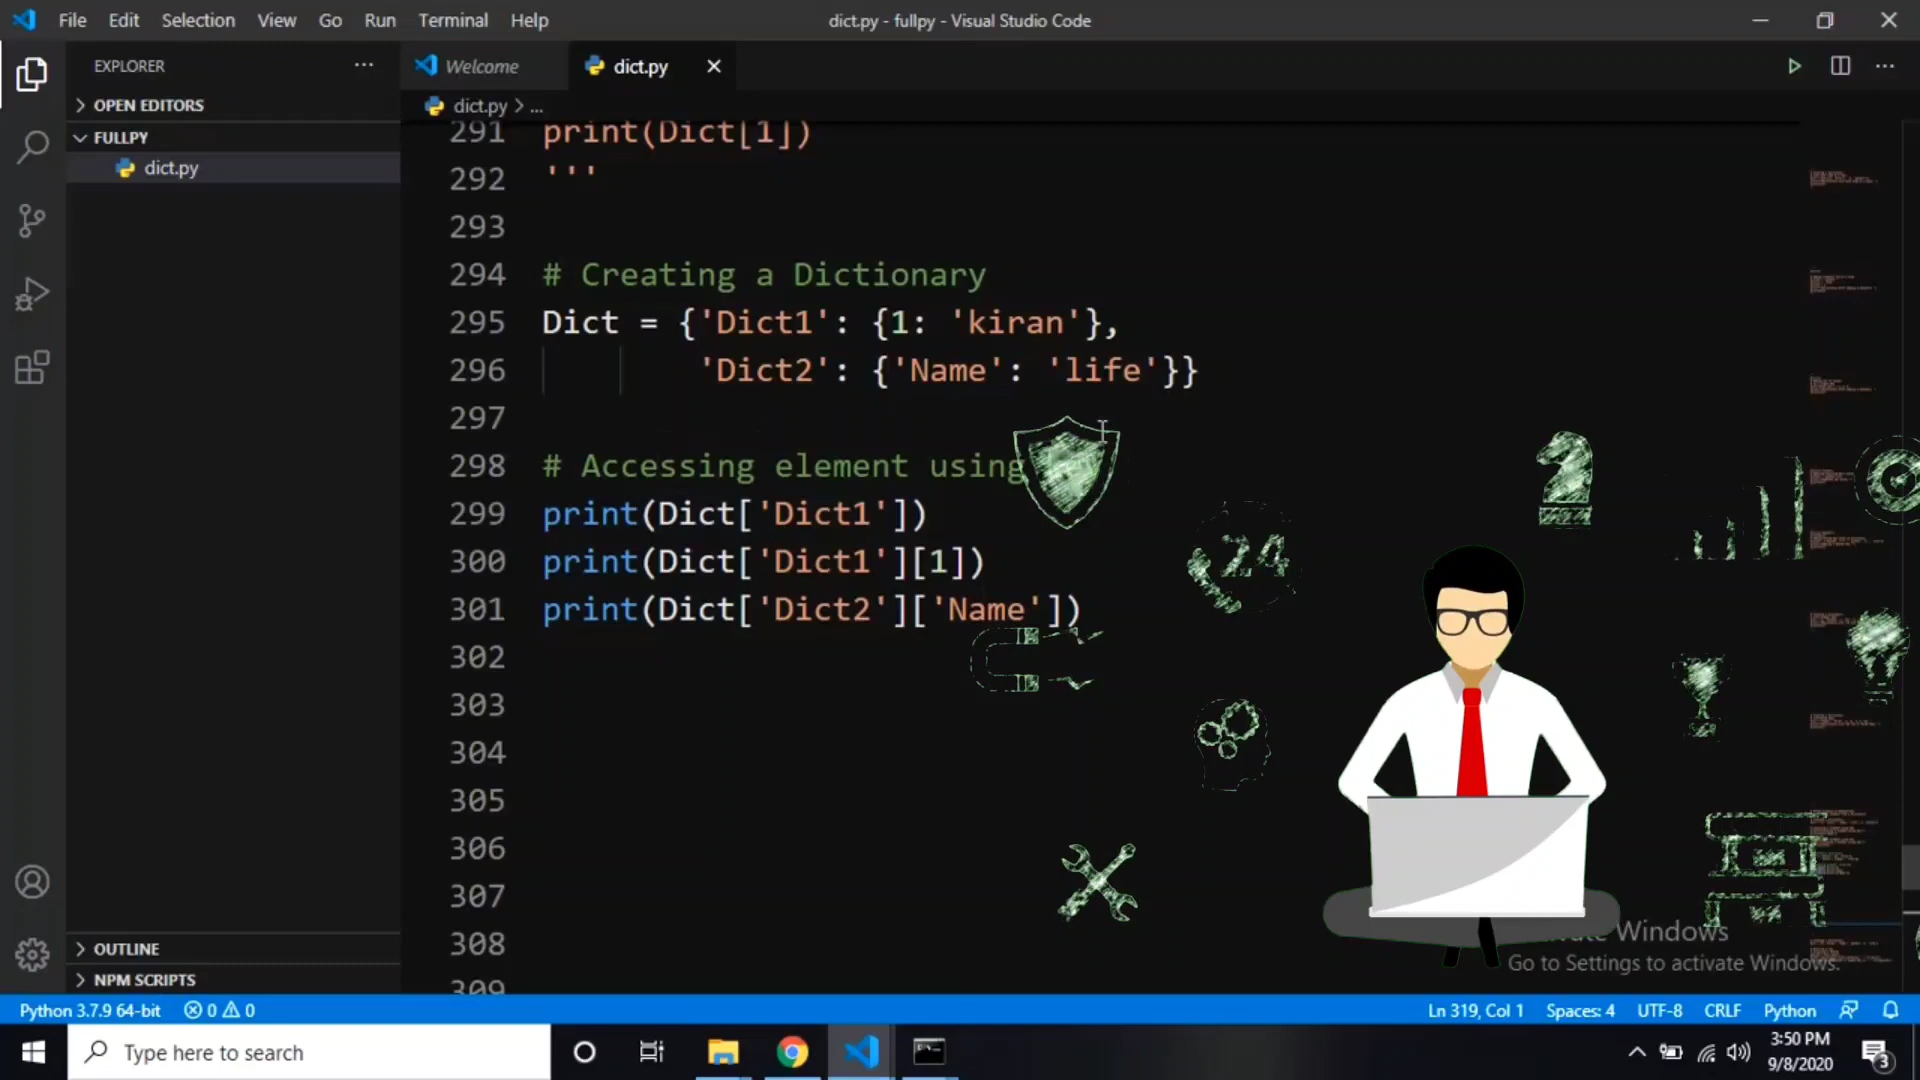 File Edit Selection View Go Run Terminal Help
dict.py - fullpy - Visual Studio Code
EXPLORER
Welcome
dict.py
OPEN EDITORS
dict.py > ...
FULLPY
dict.py
291 print(Dict[1])
292 '''
293
294 # Creating a Dictionary
295 Dict = {'Dict1': {1: 'kiran'},
296 'Dict2': {'Name': 'life'}}
297
298 # Accessing element using
299 print(Dict['Dict1'])
300 print(Dict['Dict1'][1])
301 print(Dict['Dict2']['Name'])
302
303
304
305
306
307
308
309
24
OUTLINE
NPM SCRIPTS
Windows
Go to Settings to activate Windows.
Python 3.7.9 64-bit 0 0
Ln 319, Col 1 Spaces: 4 UTF-8 CRLF Python
Type here to search
3:50 PM
9/8/2020
3